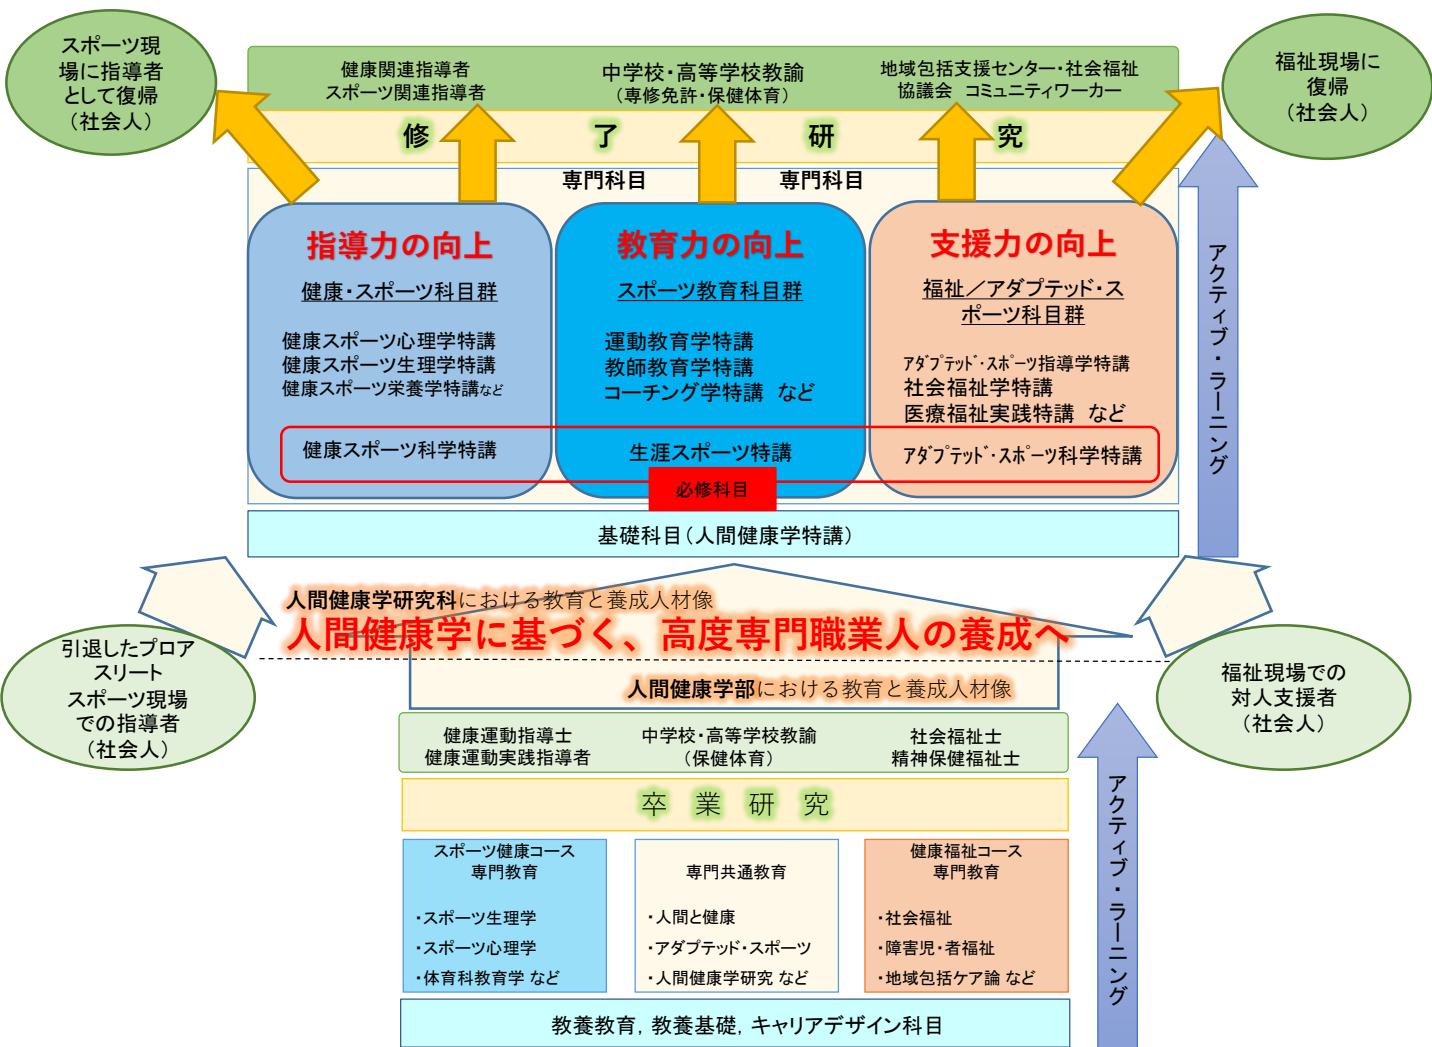 スポーツ現
場に指導者
として復帰
（社会人）
健康関連指導者
スポーツ関連指導者
中学校・高等学校教諭
（専修免許・保健体育）
地域包括支援センター・社会福祉
協議会　コミュニティワーカー
福祉現場に
復帰
（社会人）
修　了　研　究
専門科目
専門科目
指導力の向上
健康・スポーツ科目群
健康スポーツ心理学特講
健康スポーツ生理学特講
健康スポーツ栄養学特講など
健康スポーツ科学特講
教育力の向上
スポーツ教育科目群
運動教育学特講
教師教育学特講
コーチング学特講　など
生涯スポーツ特講
支援力の向上
福祉／アダプテッド・ス
ポーツ科目群
ｱﾀﾞﾌﾟﾃｯﾄﾞ・ｽﾎﾟｰﾂ指導学特講
社会福祉学特講
医療福祉実践特講　など
ｱﾀﾞﾌﾟﾃｯﾄﾞ・ｽﾎﾟｰﾂ科学特講
必修科目
基礎科目（人間健康学特講）
アクティブ・ラーニング
人間健康学研究科における教育と養成人材像
人間健康学に基づく、高度専門職業人の養成へ
人間健康学部における教育と養成人材像
引退したプロア
スリート
スポーツ現場
での指導者
（社会人）
福祉現場での
対人支援者
（社会人）
健康運動指導士
健康運動実践指導者
中学校・高等学校教諭
（保健体育）
社会福祉士
精神保健福祉士
卒　業　研　究
スポーツ健康コース
専門教育
・スポーツ生理学
・スポーツ心理学
・体育科教育学 など
専門共通教育
・人間と健康
・アダプテッド・スポーツ
・人間健康学研究 など
健康福祉コース
専門教育
・社会福祉
・障害児・者福祉
・地域包括ケア論 など
アクティブ・ラーニング
教養教育，教養基礎，キャリアデザイン科目